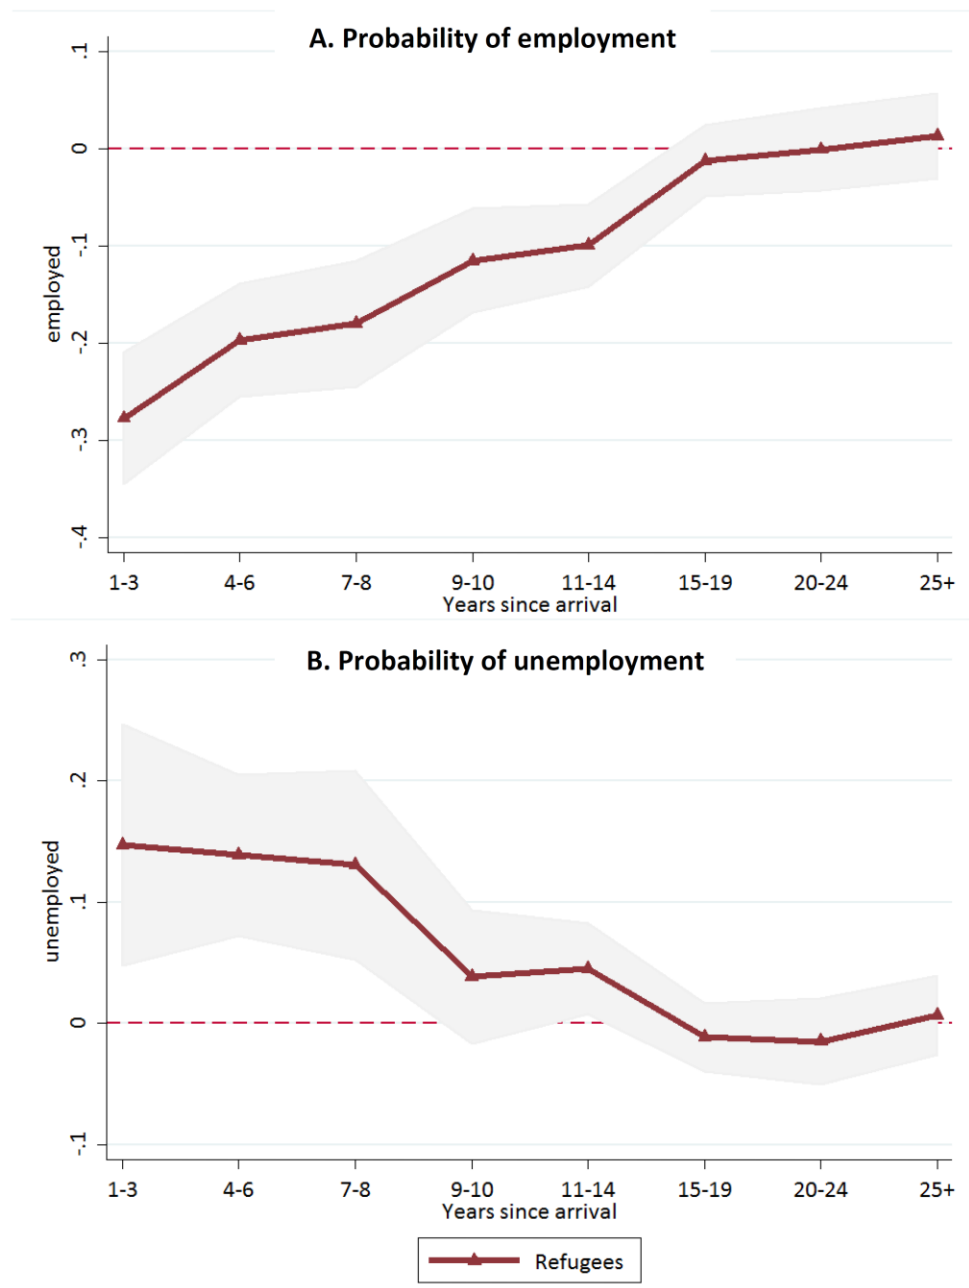 A. Probability of employment
.1
0
-.1
-.2
-.3
-.4
employed
1-3 4-6 7-8 9-10 11-14 15-19 20-24 25+
Years since arrival
B. Probability of unemployment
.3
.2
.1
0
-.1
unemployed
1-3 4-6 7-8 9-10 11-14 15-19 20-24 25+
Years since arrival
Refugees